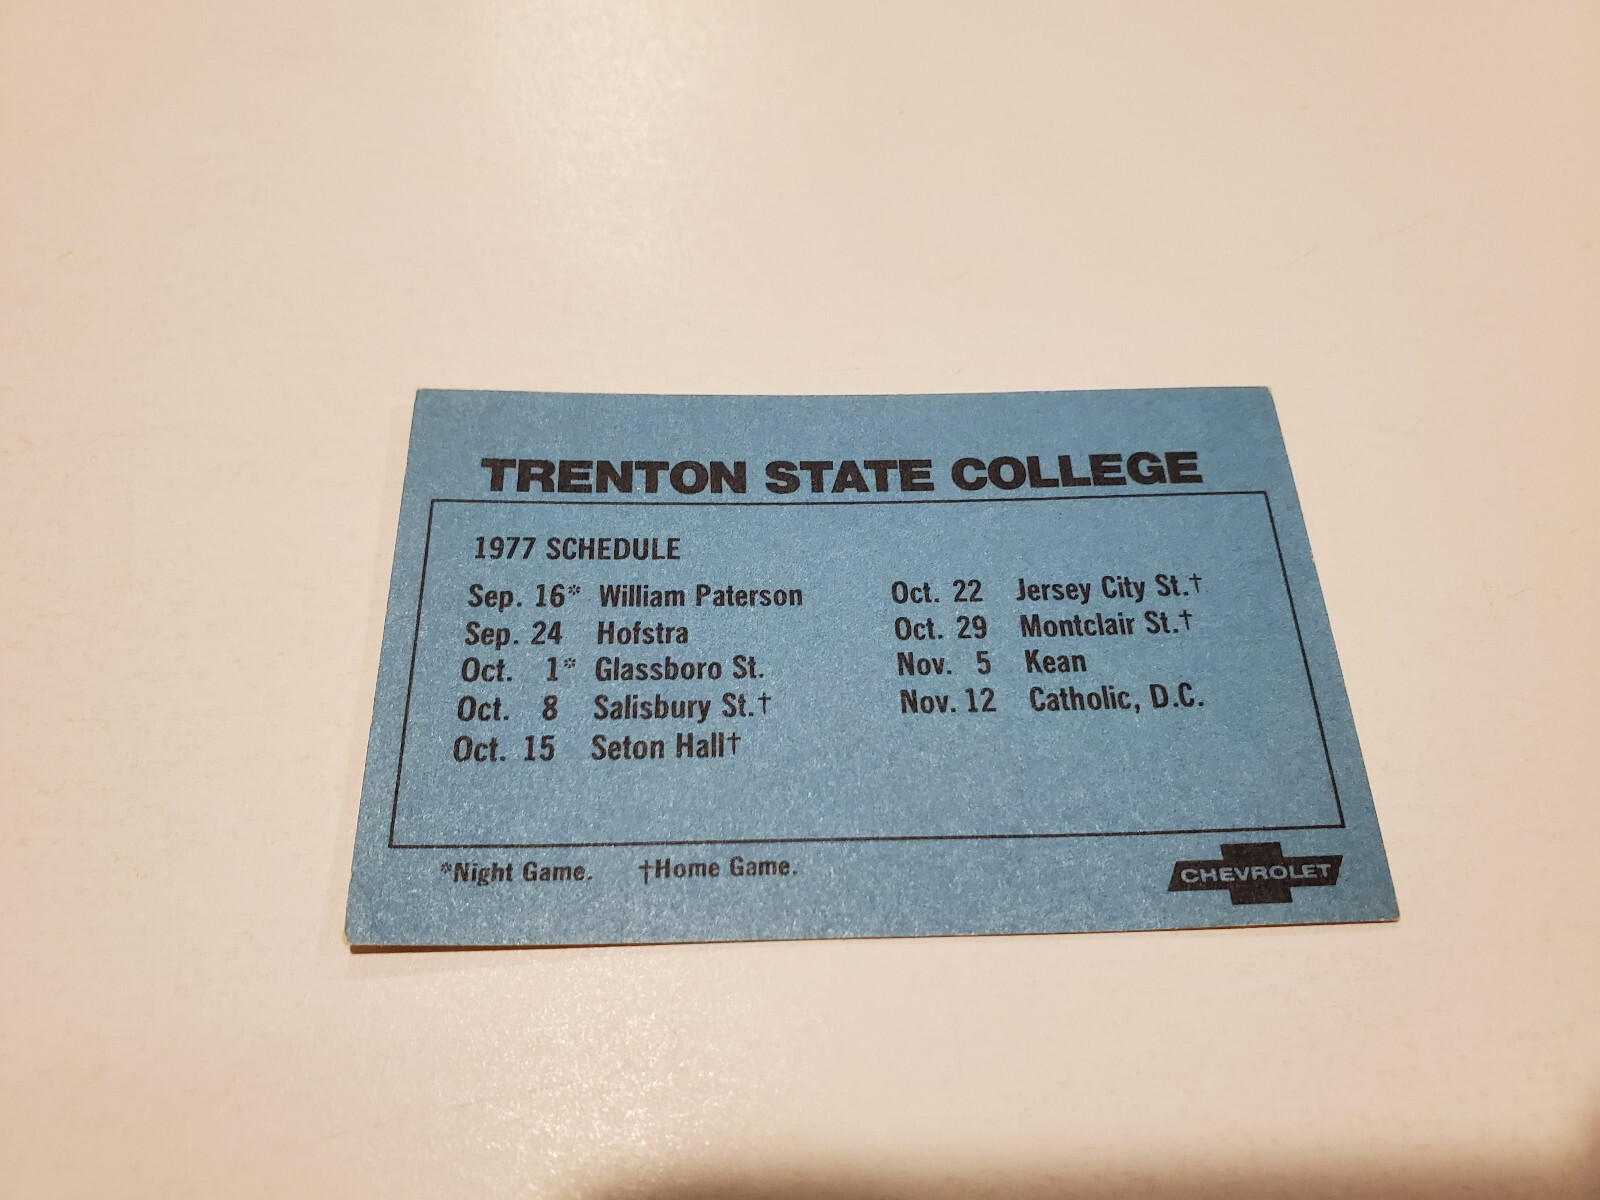 TRENTON STATE COLLEGE
1977 SCHEDULE
Sep. 16* William Paterson
Sep. 24 Hofstra
Oct. 1* Glassboro St.
Oct. 8 Salisbury St.†
Oct. 15 Seton Hall†
Oct. 22 Jersey City St.†
Oct. 29 Montclair St.†
Nov. 5 Kean
Nov. 12 Catholic, D.C.
*Night Game. †Home Game.
CHEVROLET